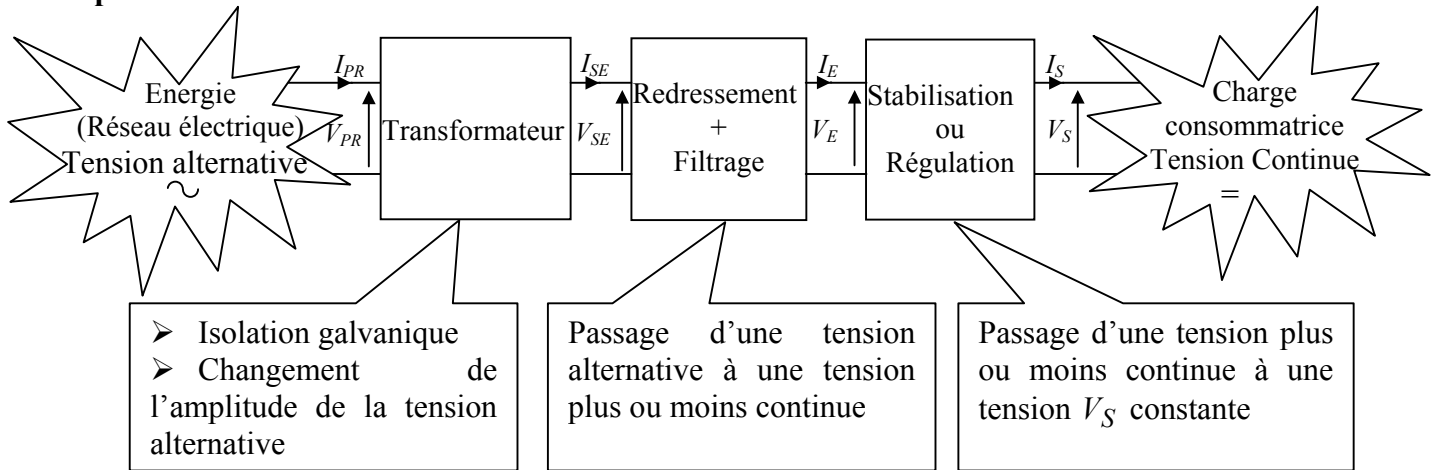 Energie
(Réseau électrique)
Tension alternative
~
I_PR
V_PR
Transformateur
I_SE
V_SE
Redressement
+
Filtrage
I_E
V_E
Stabilisation
ou
Régulation
I_S
V_S
Charge
consommatrice
Tension Continue
=
➢ Isolation galvanique
➢ Changement de
l’amplitude de la tension
alternative
Passage d’une tension
alternative à une tension
plus ou moins continue
Passage d’une tension plus
ou moins continue à une
tension V_S constante